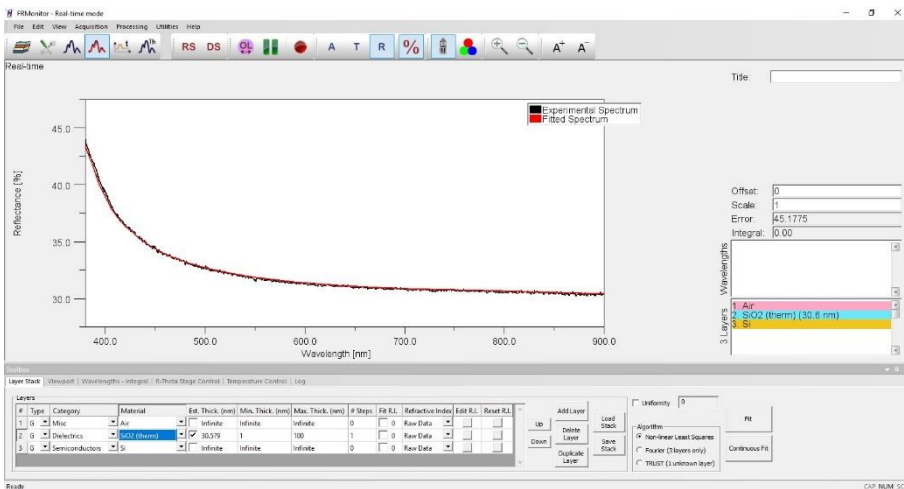 FRMonitor - Real-time mode
File Edit View Acquisition Processing Utilities Help
RS DS OL A T R % A+ A-
Real-time
Title:
Experimental Spectrum
Fitted Spectrum
45.0
40.0
35.0
30.0
Reflectance [%]
400.0 500.0 600.0 700.0 800.0 900.0
Wavelength [nm]
Offset: 0
Scale: 1
Error: 45.1775
Integral: 0.00
Wavelengths
3 Layers
1. Air
2. SiO2 (therm) (30.6 nm)
3. Si
Toolbox
Layer Stack Viewport Wavelengths - Integral R-Theta Stage Control Temperature Control Log
Layers
# Type Category Material Est. Thick. (nm) Min. Thick. (nm) Max. Thick. (nm) # Steps Fit R.I. Refractive Index Edit R.I. Reset R.I.
1 G Misc Air Infinite Infinite Infinite 0 0 Raw Data
2 G Dielectrics SiO2 (therm) 30.579 1 100 1 0 Raw Data
3 G Semiconductors Si Infinite Infinite Infinite 0 0 Raw Data
Up
Down
Add Layer
Delete Layer
Duplicate Layer
Load Stack
Save Stack
Uniformity 0
Algorithm
Non-linear Least Squares
Fourier (3 layers only)
TRUST (1 unknown layer)
Fit
Continuous Fit
Ready
CAP NUM